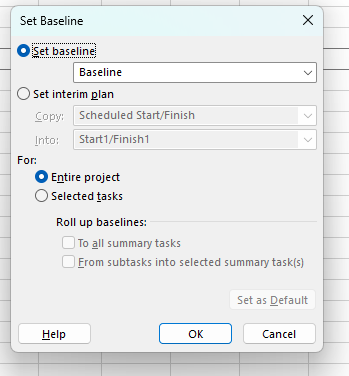 Set Baseline
Set baseline
Baseline
Set interim plan
Copy: Scheduled Start/Finish
Into: Start1/Finish1
For:
Entire project
Selected tasks
Roll up baselines:
To all summary tasks
From subtasks into selected summary task(s)
Set as Default
Help OK Cancel